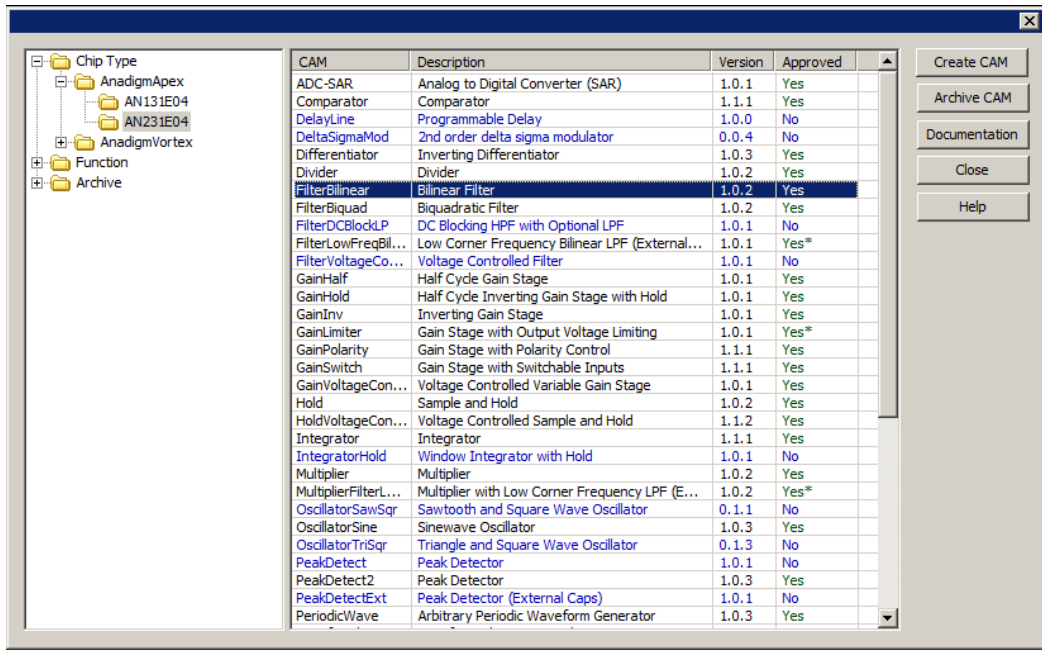 Chip Type
AnadigmApex
AN131E04
AN231E04
AnadigmVortex
Function
Archive
CAM Description Version Approved
ADC-SAR Analog to Digital Converter (SAR) 1.0.1 Yes
Comparator Comparator 1.1.1 Yes
DelayLine Programmable Delay 1.0.0 No
DeltaSigmaMod 2nd order delta sigma modulator 0.0.4 No
Differentiator Inverting Differentiator 1.0.3 Yes
Divider Divider 1.0.2 Yes
FilterBilinear Bilinear Filter 1.0.2 Yes
FilterBiquad Biquadratic Filter 1.0.2 Yes
FilterDCBlockLP DC Blocking HPF with Optional LPF 1.0.1 No
FilterLowFreqBil... Low Corner Frequency Bilinear LPF (External... 1.0.1 Yes*
FilterVoltageCo... Voltage Controlled Filter 1.0.1 No
GainHalf Half Cycle Gain Stage 1.0.1 Yes
GainHold Half Cycle Inverting Gain Stage with Hold 1.0.1 Yes
GainInv Inverting Gain Stage 1.0.1 Yes
GainLimiter Gain Stage with Output Voltage Limiting 1.0.1 Yes*
GainPolarity Gain Stage with Polarity Control 1.1.1 Yes
GainSwitch Gain Stage with Switchable Inputs 1.1.1 Yes
GainVoltageCon... Voltage Controlled Variable Gain Stage 1.0.1 Yes
Hold Sample and Hold 1.0.2 Yes
HoldVoltageCon... Voltage Controlled Sample and Hold 1.1.2 Yes
Integrator Integrator 1.1.1 Yes
IntegratorHold Window Integrator with Hold 1.0.1 No
Multiplier Multiplier 1.0.2 Yes
MultiplierFilterL... Multiplier with Low Corner Frequency LPF (E... 1.0.2 Yes*
OscillatorSawSqr Sawtooth and Square Wave Oscillator 0.1.1 No
OscillatorSine Sinewave Oscillator 1.0.3 Yes
OscillatorTriSqr Triangle and Square Wave Oscillator 0.1.3 No
PeakDetect Peak Detector 1.0.1 No
PeakDetect2 Peak Detector 1.0.3 Yes
PeakDetectExt Peak Detector (External Caps) 1.0.1 No
PeriodicWave Arbitrary Periodic Waveform Generator 1.0.3 Yes
Create CAM
Archive CAM
Documentation
Close
Help